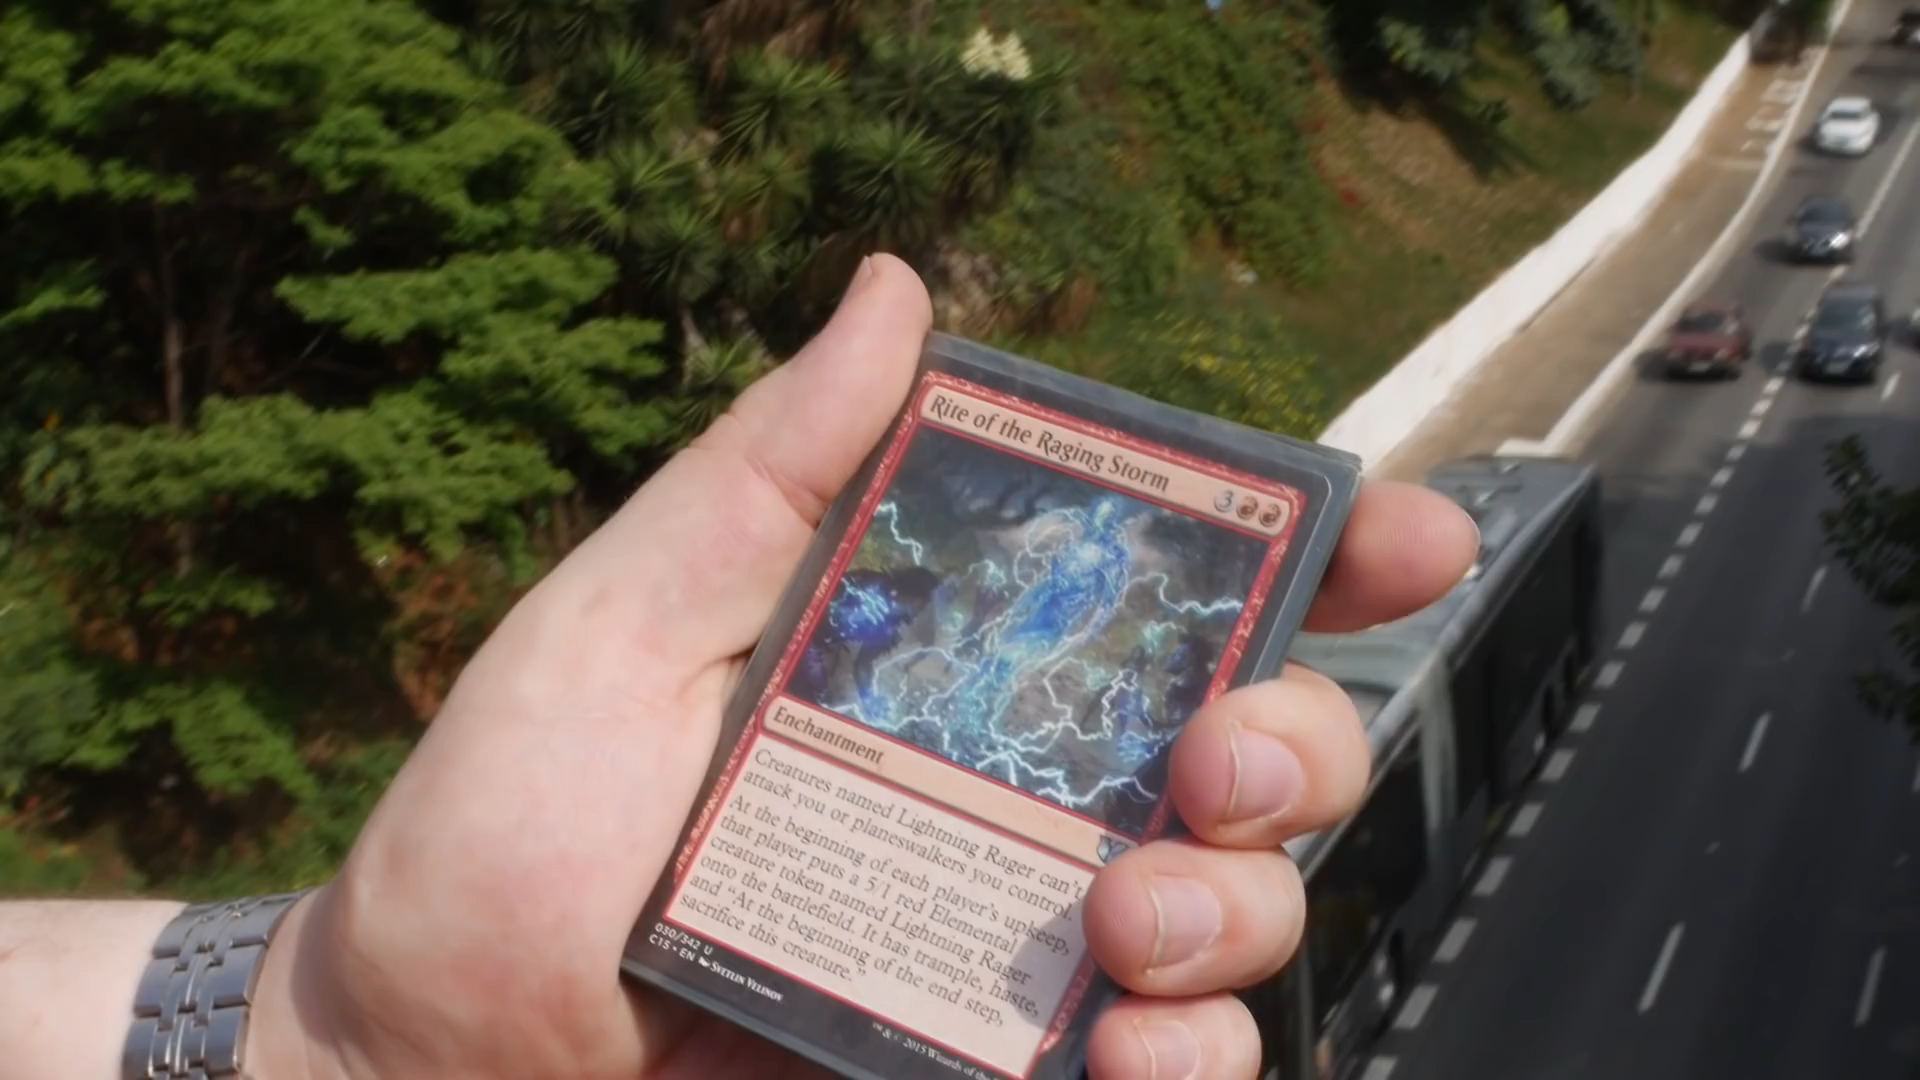 Rite of the Raging Storm
3
Enchantment
Creatures named Lightning Rager can't
attack you or planeswalkers you control.
At the beginning of each player's upkeep,
that player puts a 5/1 red Elemental
creature token named Lightning Rager
onto the battlefield. It has trample, haste,
and "At the beginning of the end step,
sacrifice this creature."
030/342 U
C15 • EN Svetlin Velinov
™ & © 2015 Wizards of the